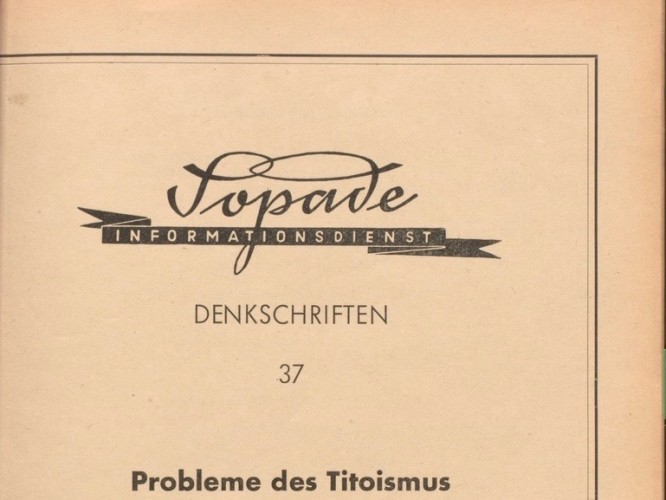 Sopade
INFORMATIONSDIENST
DENKSCHRIFTEN
37
Probleme des Titoismus